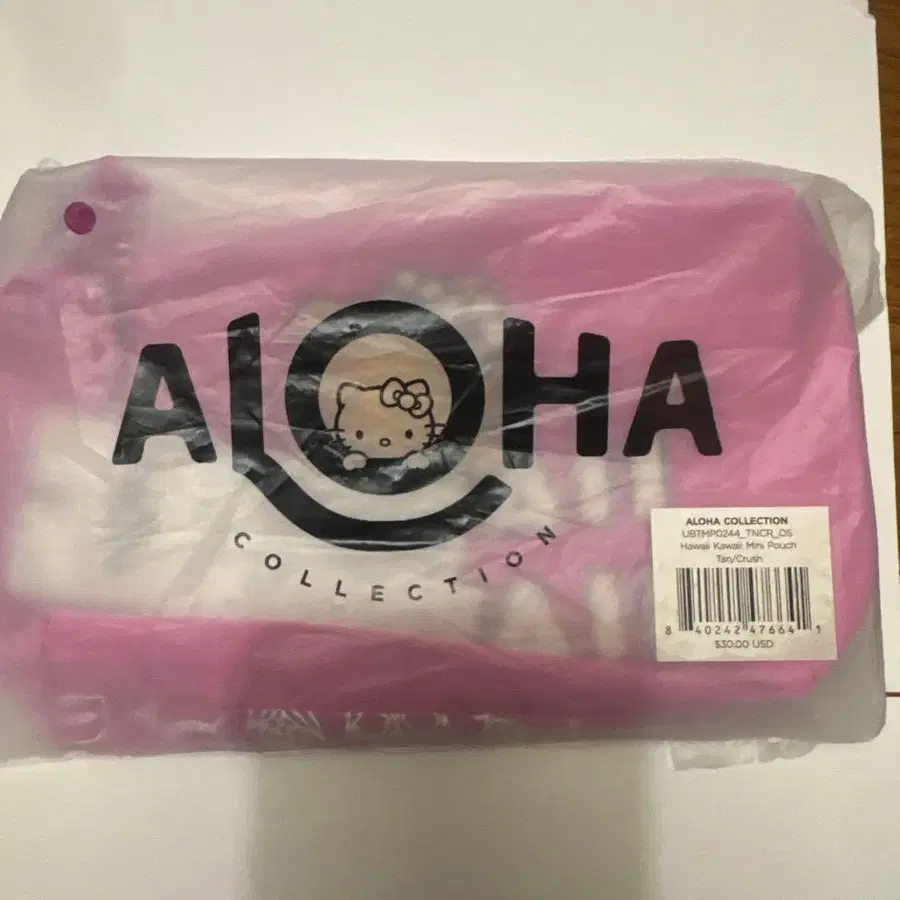 ALOHA
COLLECTION
ALOHA COLLECTION
UBTMP0244_TNCR_OS
Hawaii Kawaii Mini Pouch
Tan/Crush
8 40242 47664 1
$30.00 USD